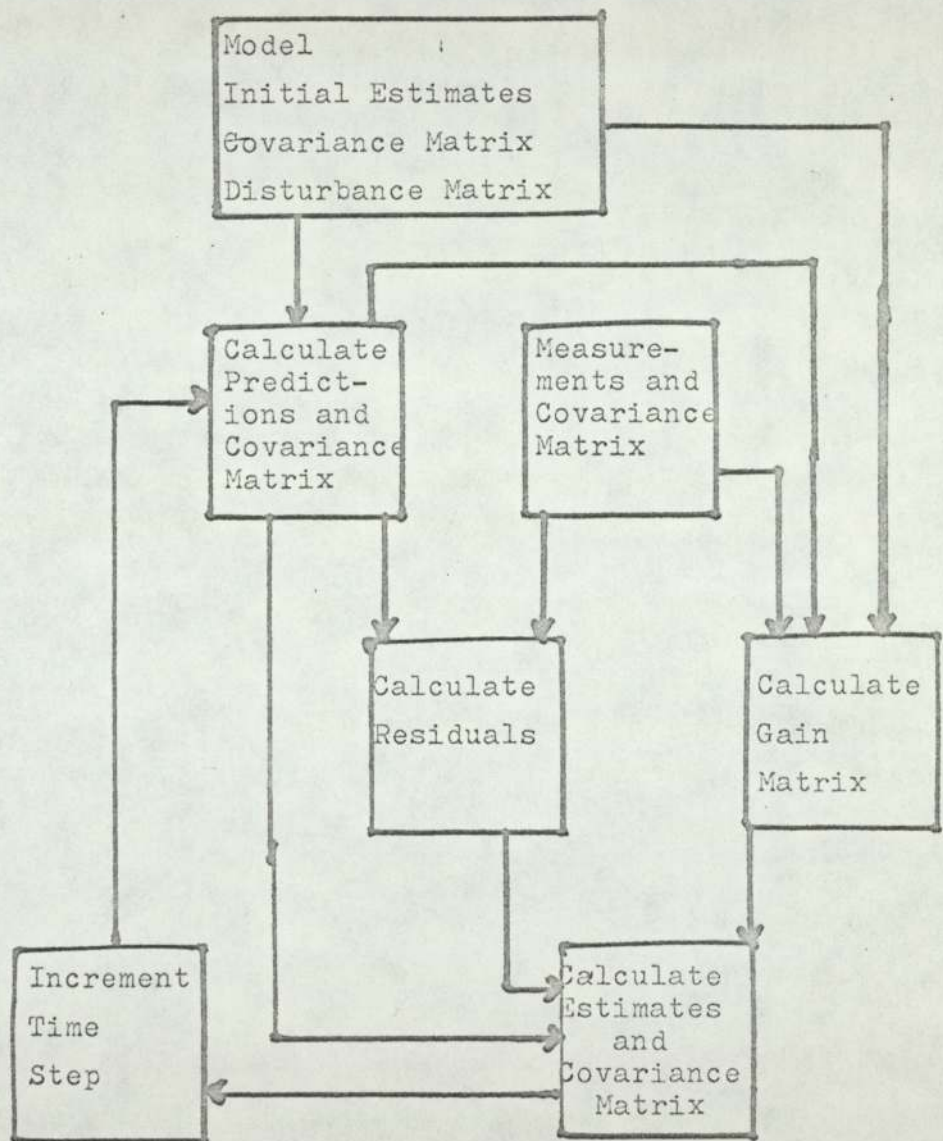 Model
Initial Estimates
Covariance Matrix
Disturbance Matrix
Calculate
Predict-
ions and
Covariance
Matrix
Measure-
ments and
Covariance
Matrix
Calculate
Residuals
Calculate
Gain
Matrix
Increment
Time
Step
Calculate
Estimates
and
Covariance
Matrix